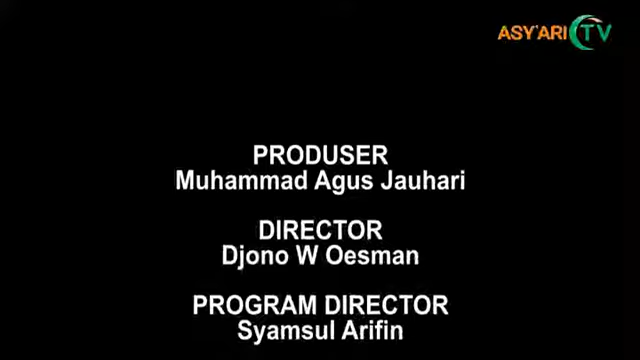 ASY'ARI TV
PRODUSER
Muhammad Agus Jauhari
DIRECTOR
Djono W Oesman
PROGRAM DIRECTOR
Syamsul Arifin